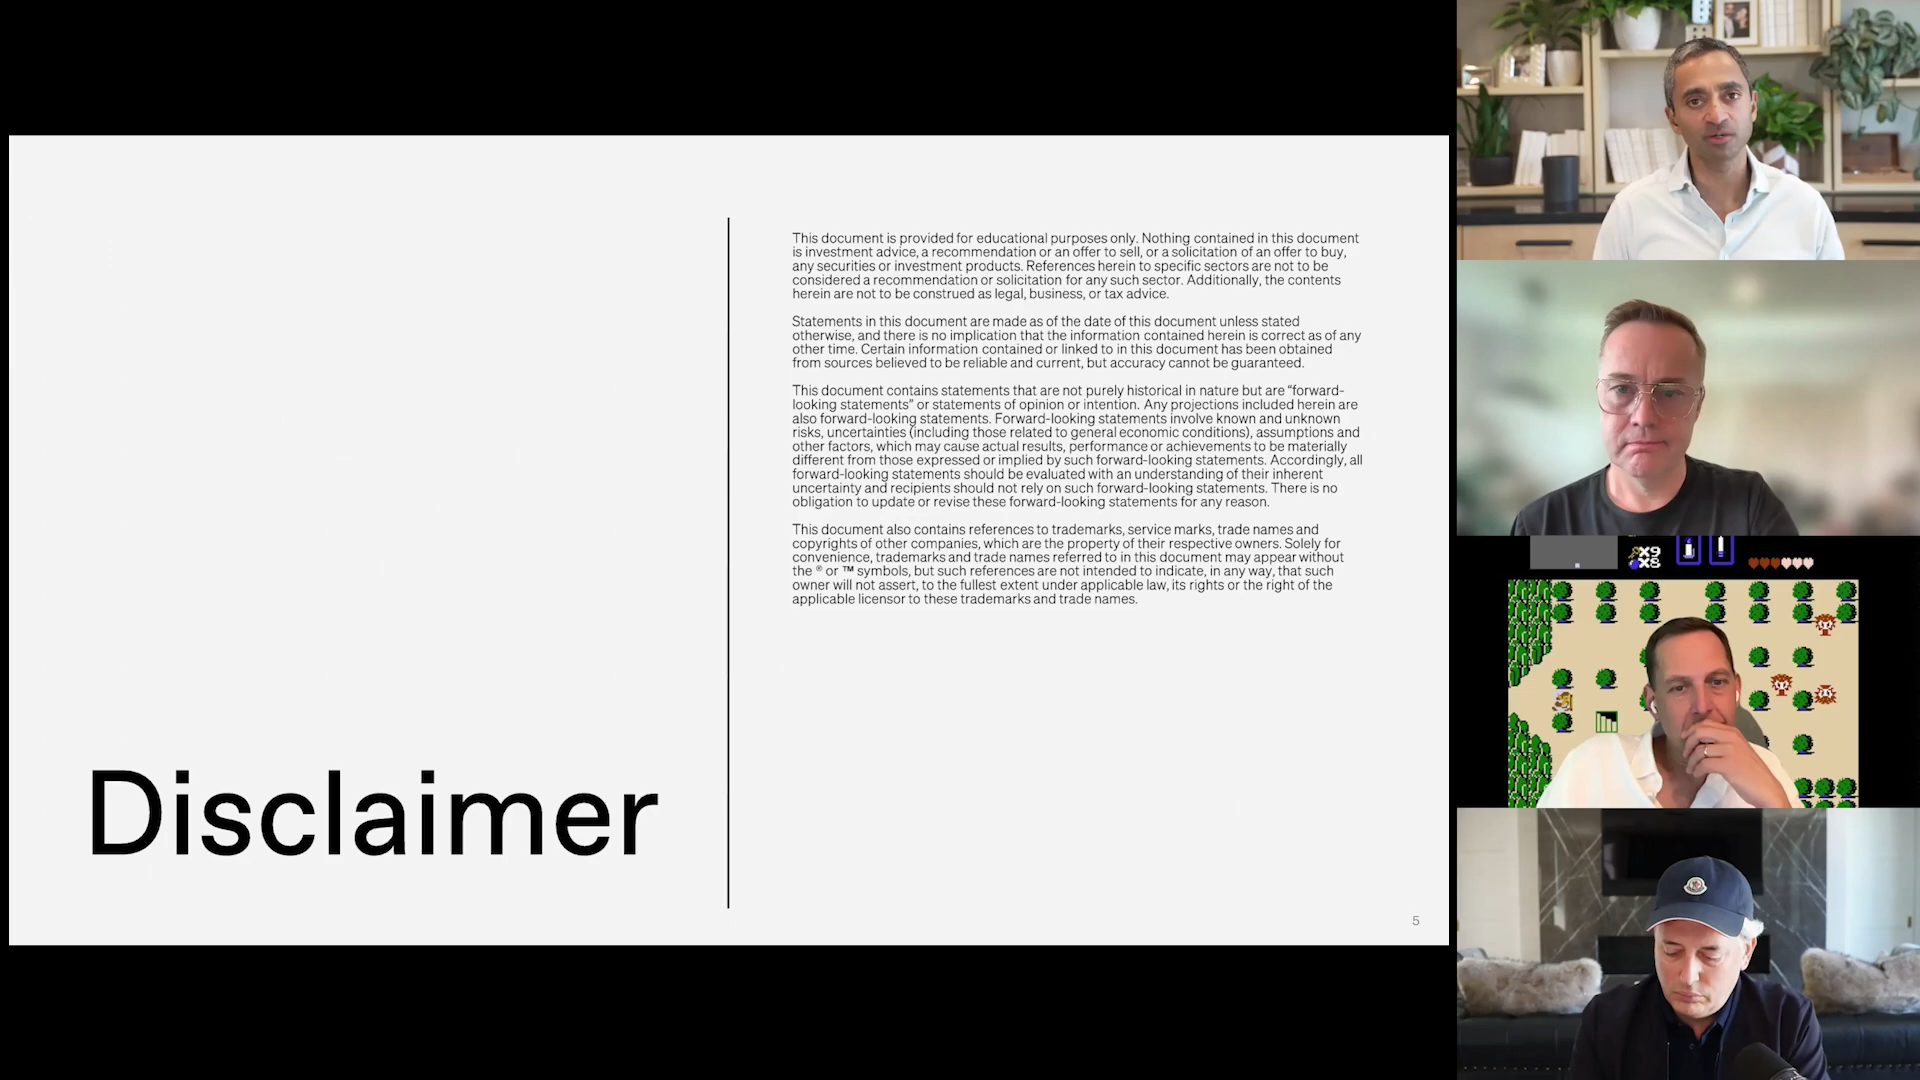 This document is provided for educational purposes only. Nothing contained in this document
is investment advice, a recommendation or an offer to sell, or a solicitation of an offer to buy,
any securities or investment products. References herein to specific sectors are not to be
considered a recommendation or solicitation for any such sector. Additionally, the contents
herein are not to be construed as legal, business, or tax advice.
Statements in this document are made as of the date of this document unless stated
otherwise, and there is no implication that the information contained herein is correct as of any
other time. Certain information contained or linked to in this document has been obtained
from sources believed to be reliable and current, but accuracy cannot be guaranteed.
This document contains statements that are not purely historical in nature but are “forward-
looking statements” or statements of opinion or intention. Any projections included herein are
also forward-looking statements. Forward-looking statements involve known and unknown
risks, uncertainties (including those related to general economic conditions), assumptions and
other factors, which may cause actual results, performance or achievements to be materially
different from those expressed or implied by such forward-looking statements. Accordingly, all
forward-looking statements should be evaluated with an understanding of their inherent
uncertainty and recipients should not rely on such forward-looking statements. There is no
obligation to update or revise these forward-looking statements for any reason.
This document also contains references to trademarks, service marks, trade names and
copyrights of other companies, which are the property of their respective owners. Solely for
convenience, trademarks and trade names referred to in this document may appear without
the ® or ™ symbols, but such references are not intended to indicate, in any way, that such
owner will not assert, to the fullest extent under applicable law, its rights or the right of the
applicable licensor to these trademarks and trade names.
Disclaimer
5
X9
X8